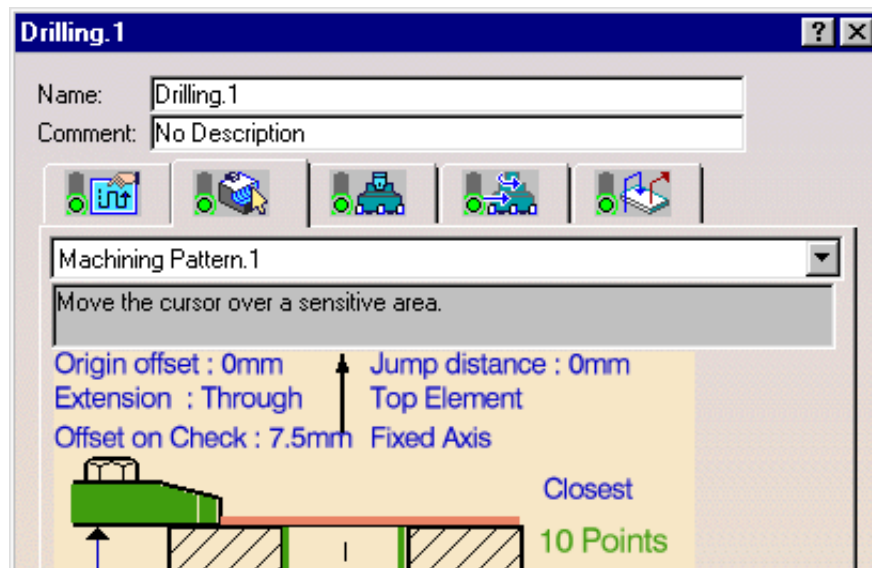 Drilling.1
Name: Drilling.1
Comment: No Description
Machining Pattern.1
Move the cursor over a sensitive area.
Origin offset : 0mm Jump distance : 0mm
Extension : Through Top Element
Offset on Check : 7.5mm Fixed Axis
Closest
10 Points